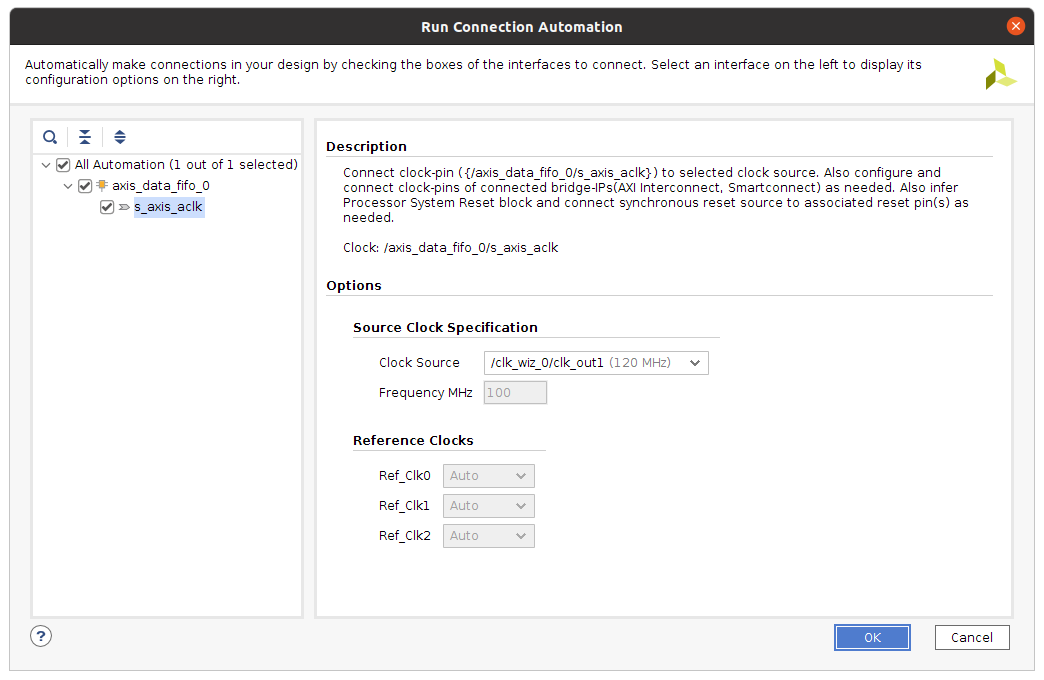 Run Connection Automation
Automatically make connections in your design by checking the boxes of the interfaces to connect. Select an interface on the left to display its
configuration options on the right.
All Automation (1 out of 1 selected)
axis_data_fifo_0
s_axis_aclk
Description
Connect clock-pin ({/axis_data_fifo_0/s_axis_aclk}) to selected clock source. Also configure and
connect clock-pins of connected bridge-IPs(AXI Interconnect, Smartconnect) as needed. Also infer
Processor System Reset block and connect synchronous reset source to associated reset pin(s) as
needed.
Clock: /axis_data_fifo_0/s_axis_aclk
Options
Source Clock Specification
Clock Source /clk_wiz_0/clk_out1 (120 MHz)
Frequency MHz 100
Reference Clocks
Ref_Clk0 Auto
Ref_Clk1 Auto
Ref_Clk2 Auto
? OK Cancel